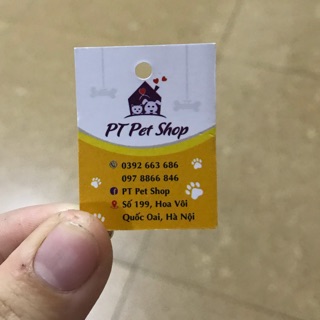 PT Pet Shop
0392 663 686
097 8866 846
PT Pet Shop
Số 199, Hoa Vôi
Quốc Oai, Hà Nội